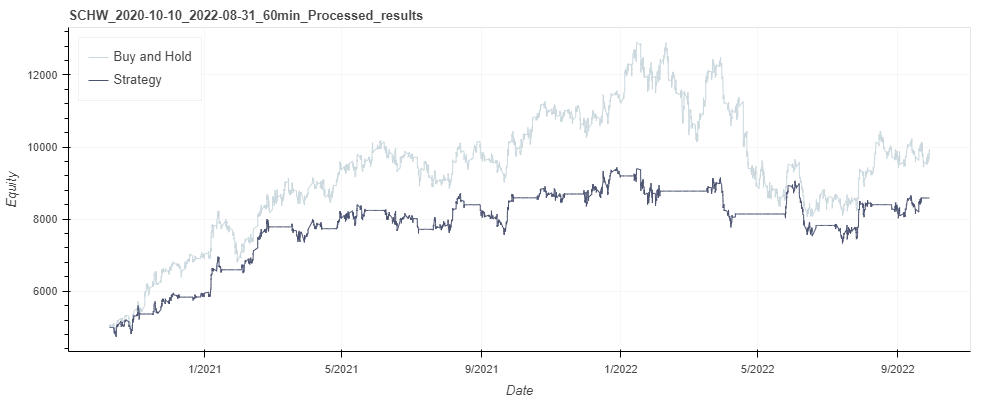 SCHW_2020-10-10_2022-08-31_60min_Processed_results
Buy and Hold
Strategy
12000
10000
8000
6000
Equity
1/2021
5/2021
9/2021
1/2022
5/2022
9/2022
Date